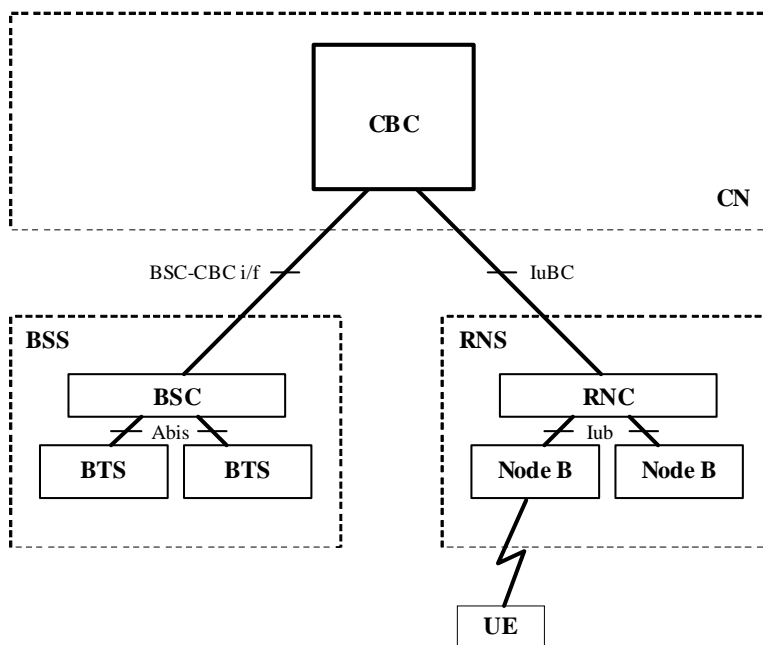 CBC
CN
BSC-CBC i/f
IuBC
BSS
RNS
BSC
RNC
Abis
Iub
BTS
BTS
Node B
Node B
UE